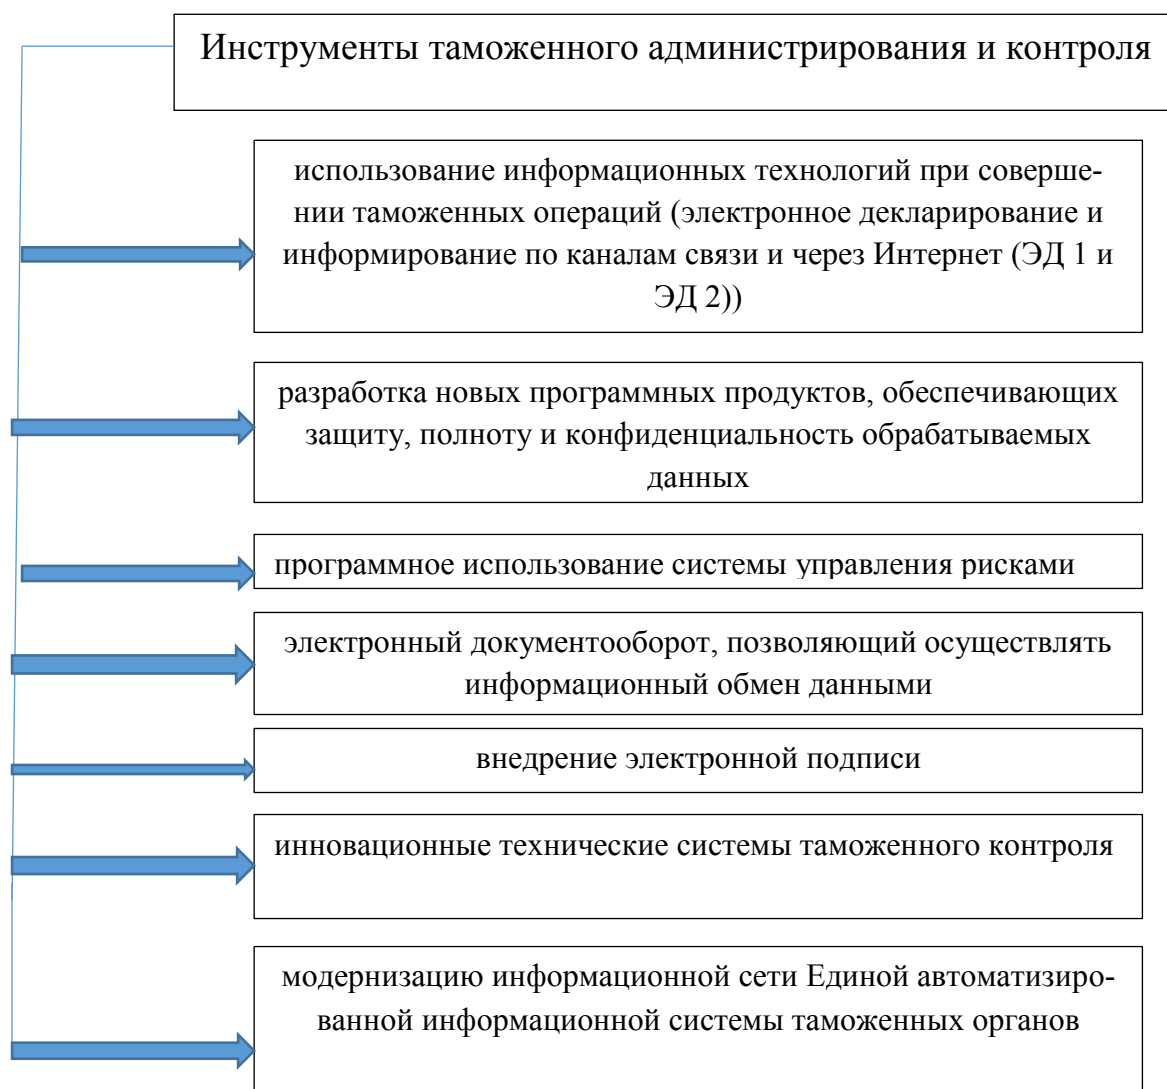 Инструменты таможенного администрирования и контроля
использование информационных технологий при соверше-
нии таможенных операций (электронное декларирование и
информирование по каналам связи и через Интернет (ЭД 1 и
ЭД 2))
разработка новых программных продуктов, обеспечивающих
защиту, полноту и конфиденциальность обрабатываемых
данных
программное использование системы управления рисками
электронный документооборот, позволяющий осуществлять
информационный обмен данными
внедрение электронной подписи
инновационные технические системы таможенного контроля
модернизацию информационной сети Единой автоматизиро-
ванной информационной системы таможенных органов